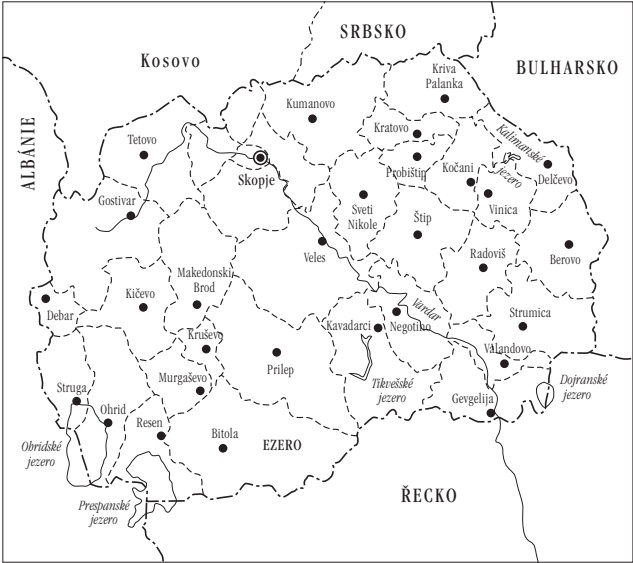 SRBSKO
Kosovo
BULHARSKO
Kriva
Palanka
Kumanovo
ALBÁNIE
Tetovo
Kratovo
Kalimanské
jezero
Skopje
Probištip
Kočani
Delčevo
Gostivar
Sveti
Nikole
Vinica
Štip
Veles
Radoviš
Berovo
Makedonski
Brod
Kičevo
Debar
Vardar
Kavadarci
Negotino
Strumica
Kruševo
Valandovo
Prilep
Murgaševo
Tikvešské
jezero
Dojranské
jezero
Struga
Ohrid
Gevgelija
Resen
Bitola
EZERO
Ohridské
jezero
Prespanské
jezero
ŘECKO